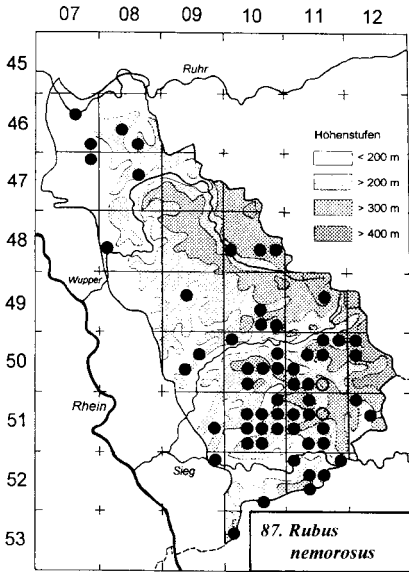 07 08 09 10 11 12
45
Ruhr
46
Höhenstufen
< 200 m
> 200 m
47
> 300 m
> 400 m
48
Wupper
49
50
Rhein
51
Sieg
52
87. Rubus
nemorosus
53